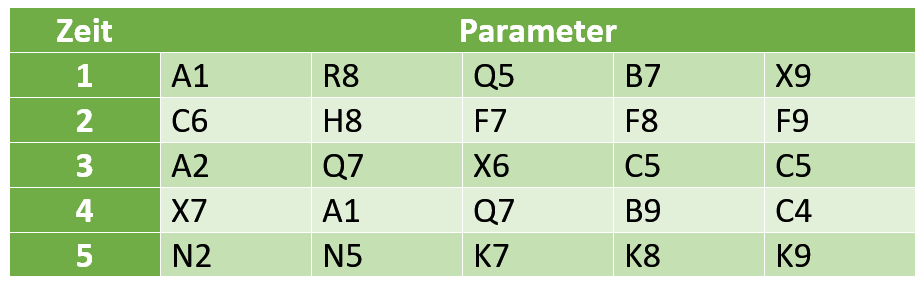 Zeit Parameter
1 A1 R8 Q5 B7 X9
2 C6 H8 F7 F8 F9
3 A2 Q7 X6 C5 C5
4 X7 A1 Q7 B9 C4
5 N2 N5 K7 K8 K9